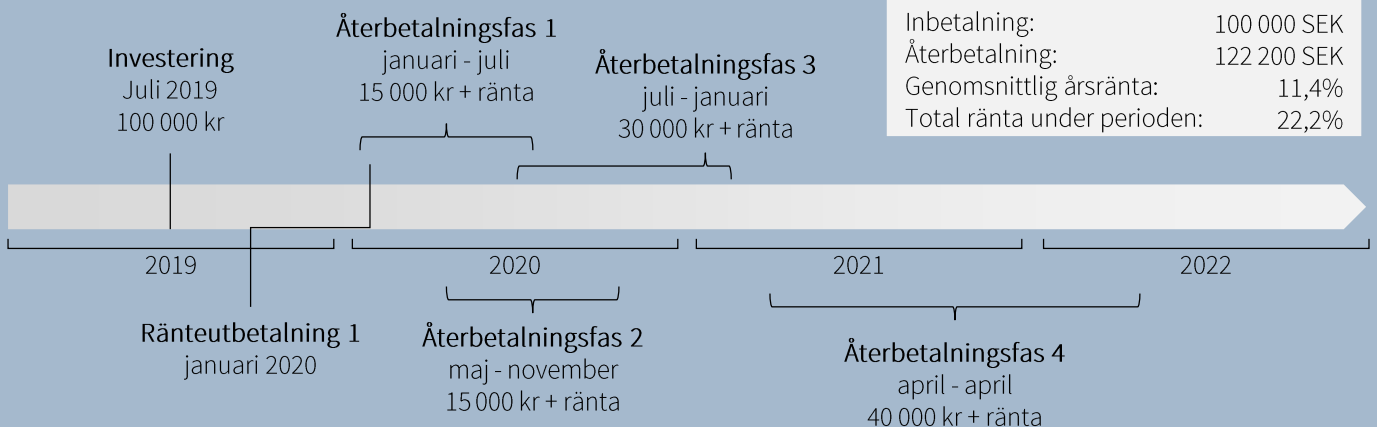 Återbetalningsfas 1
januari - juli
15 000 kr + ränta
Investering
Juli 2019
100 000 kr
Återbetalningsfas 3
juli - januari
30 000 kr + ränta
Inbetalning: 100 000 SEK
Återbetalning: 122 200 SEK
Genomsnittlig årsränta: 11,4%
Total ränta under perioden: 22,2%
2019
2020
2021
2022
Ränteutbetalning 1
januari 2020
Återbetalningsfas 2
maj - november
15 000 kr + ränta
Återbetalningsfas 4
april - april
40 000 kr + ränta